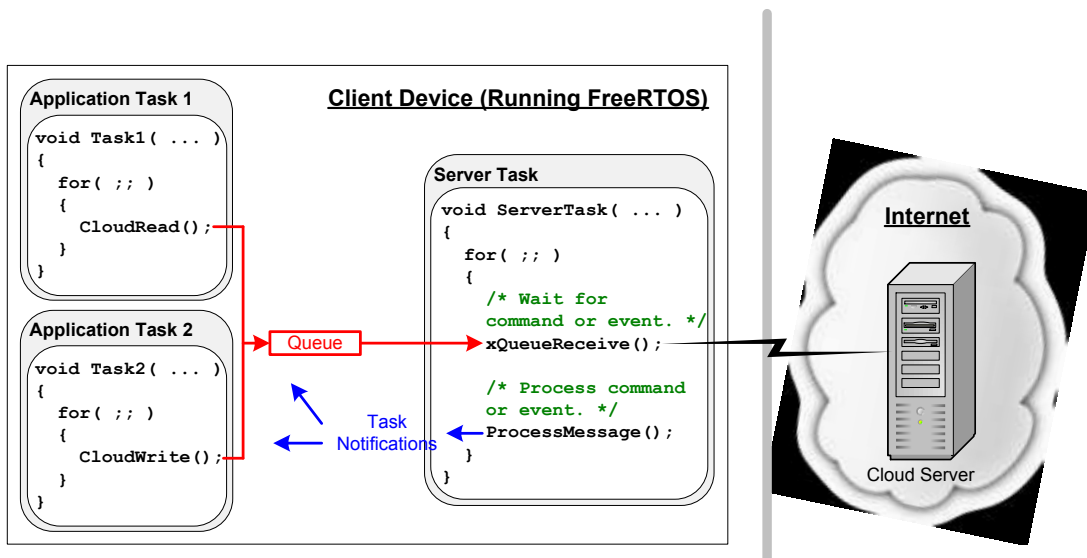 Client Device (Running FreeRTOS)
Application Task 1
void Task1( ... )
{
for( ;; )
{
CloudRead();
}
}
Application Task 2
void Task2( ... )
{
for( ;; )
{
CloudWrite();
}
}
Queue
Task
Notifications
Server Task
void ServerTask( ... )
{
for( ;; )
{
/* Wait for
command or event. */
xQueueReceive();
/* Process command
or event. */
ProcessMessage();
}
}
Internet
Cloud Server